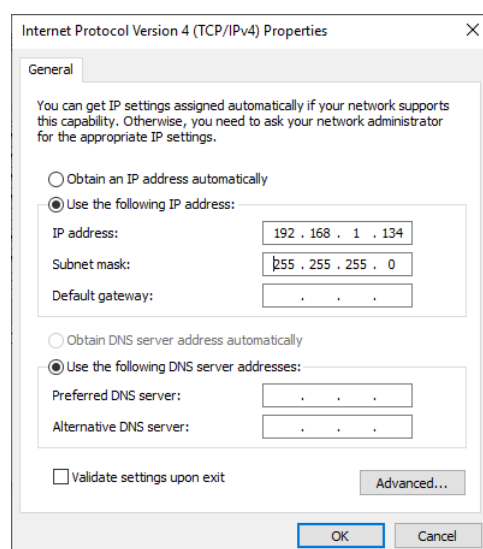 Internet Protocol Version 4 (TCP/IPv4) Properties
General
You can get IP settings assigned automatically if your network supports
this capability. Otherwise, you need to ask your network administrator
for the appropriate IP settings.
Obtain an IP address automatically
Use the following IP address:
IP address: 192 . 168 . 1 . 134
Subnet mask: 255 . 255 . 255 . 0
Default gateway: . . .
Obtain DNS server address automatically
Use the following DNS server addresses:
Preferred DNS server: . . .
Alternative DNS server: . . .
Validate settings upon exit
Advanced...
OK Cancel